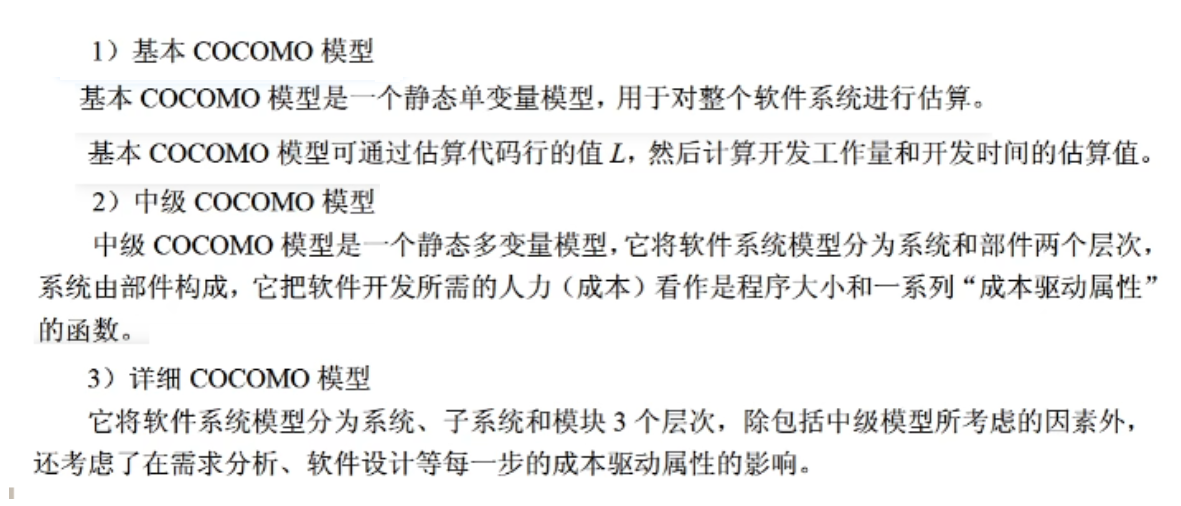 1）基本 COCOMO 模型
基本 COCOMO 模型是一个静态单变量模型，用于对整个软件系统进行估算。
基本 COCOMO 模型可通过估算代码行的值 L，然后计算开发工作量和开发时间的估算值。
2）中级 COCOMO 模型
中级 COCOMO 模型是一个静态多变量模型，它将软件系统模型分为系统和部件两个层次，
系统由部件构成，它把软件开发所需的人力（成本）看作是程序大小和一系列“成本驱动属性”
的函数。
3）详细 COCOMO 模型
它将软件系统模型分为系统、子系统和模块 3 个层次，除包括中级模型所考虑的因素外，
还考虑了在需求分析、软件设计等每一步的成本驱动属性的影响。